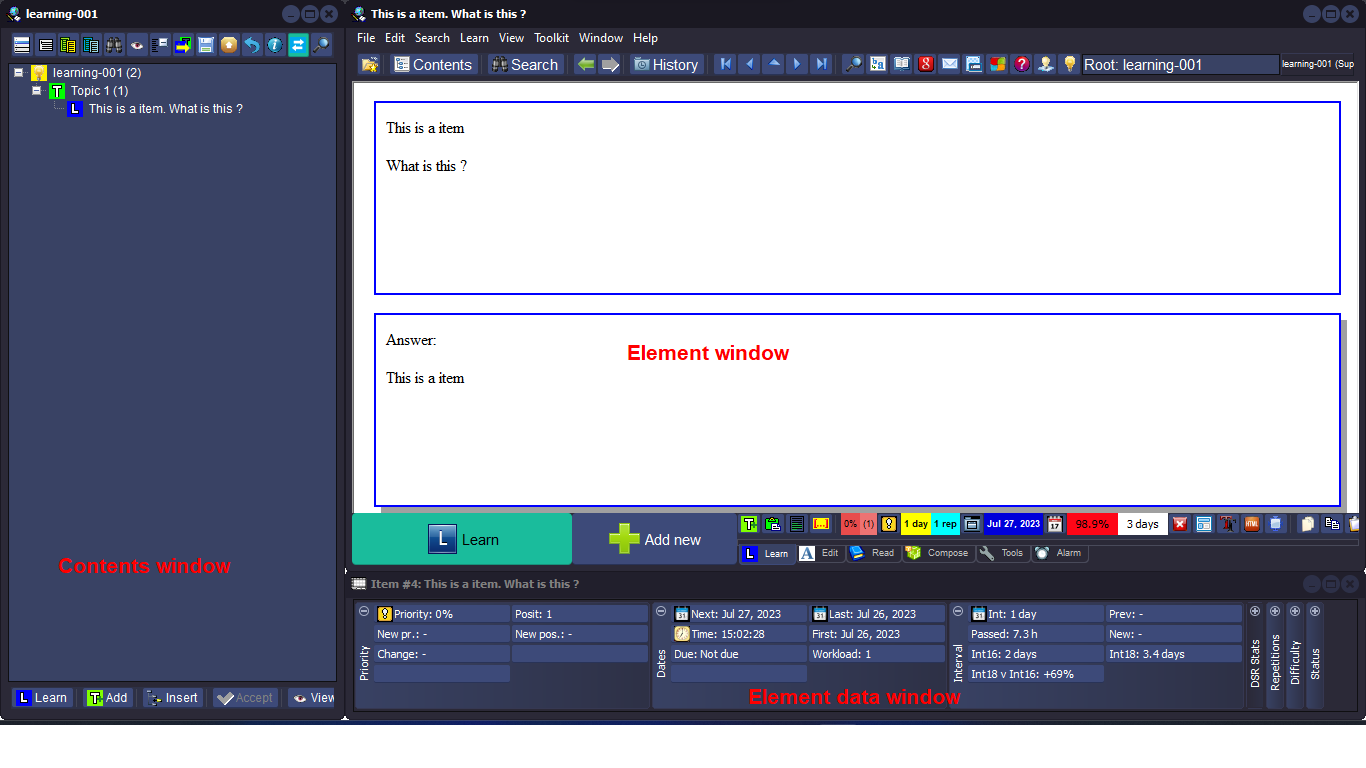 learning-001
learning-001 (2)
T
Topic 1 (1)
L
This is a item. What is this ?
Contents window
L
Learn
T
Add
Insert
Accept
View
This is a item. What is this ?
File Edit Search Learn View Toolkit Window Help
Contents
Search
History
Root: learning-001
learning-001 (Sup
This is a item
What is this ?
Answer:
Element window
This is a item
L
Learn
Add new
0% (1) 1 day 1 rep Jul 27, 2023 17 98.9% 3 days
L Learn A Edit Read Compose Tools Alarm
Item #4: This is a item. What is this ?
Priority
Priority: 0% Posit: 1
New pr.: - New pos.: -
Change: -
Dates
Next: Jul 27, 2023 Last: Jul 26, 2023
Time: 15:02:28 First: Jul 26, 2023
Due: Not due Workload: 1
Interval
Int: 1 day Prev: -
Passed: 7.3 h New: -
Int16: 2 days Int18: 3.4 days
Int18 v Int16: +69%
DSR Stats
Repetitions
Difficulty
Status
Element data window